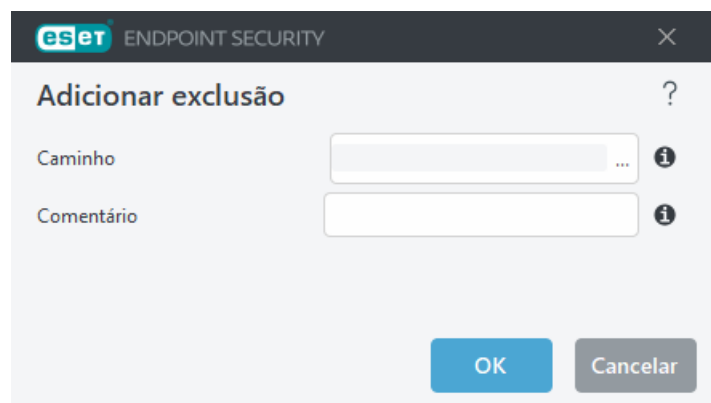 eset ENDPOINT SECURITY
Adicionar exclusão ?
Caminho ...
Comentário
OK Cancelar